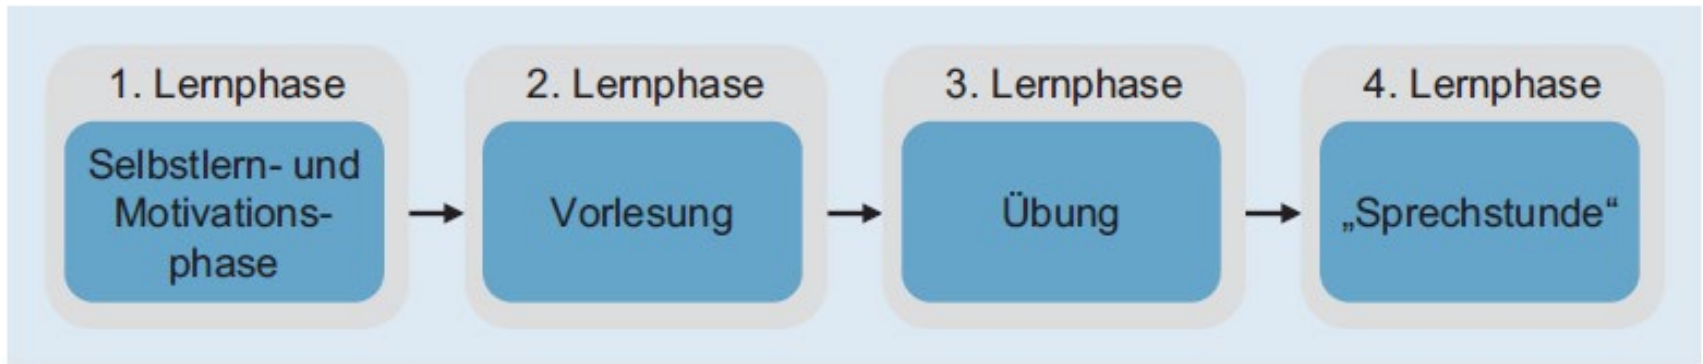 1. Lernphase
Selbstlern- und
Motivations-
phase
2. Lernphase
Vorlesung
3. Lernphase
Übung
4. Lernphase
„Sprechstunde“